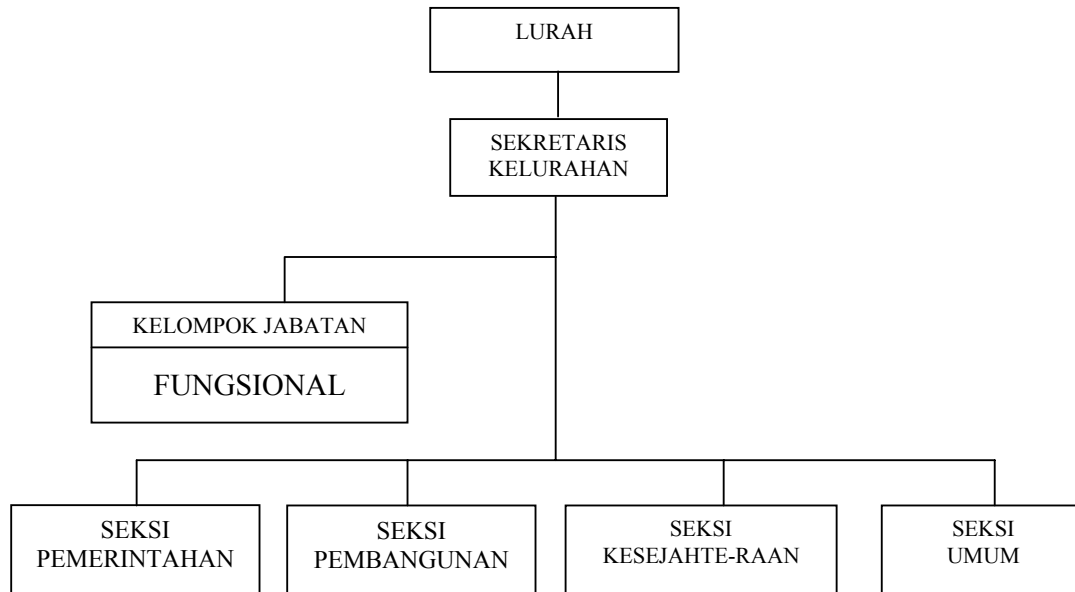 LURAH
SEKRETARIS
KELURAHAN
KELOMPOK JABATAN
FUNGSIONAL
SEKSI
PEMERINTAHAN
SEKSI
PEMBANGUNAN
SEKSI
KESEJAHTE-RAAN
SEKSI
UMUM